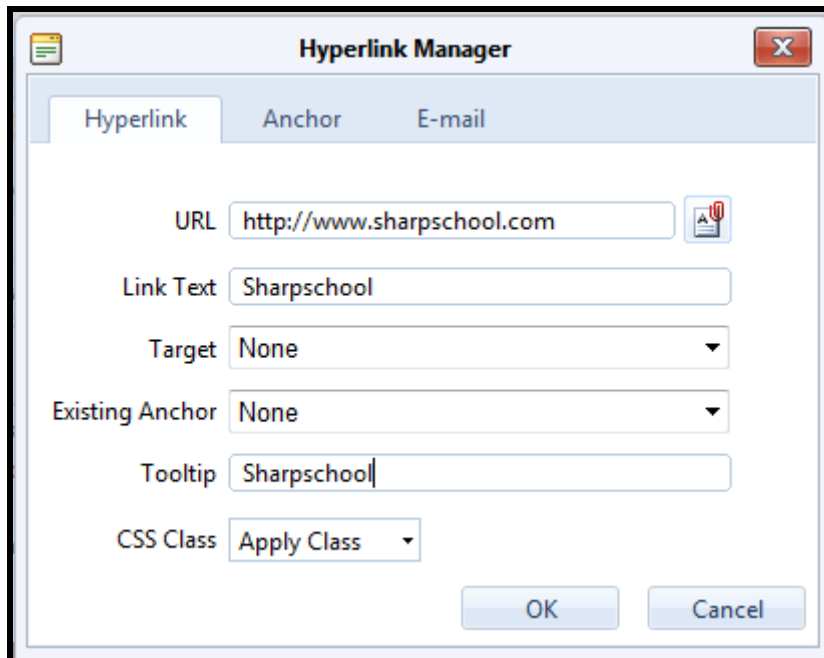 Hyperlink Manager
Hyperlink Anchor E-mail
URL http://www.sharpschool.com
Link Text Sharpschool
Target None
Existing Anchor None
Tooltip Sharpschool
CSS Class Apply Class
OK Cancel